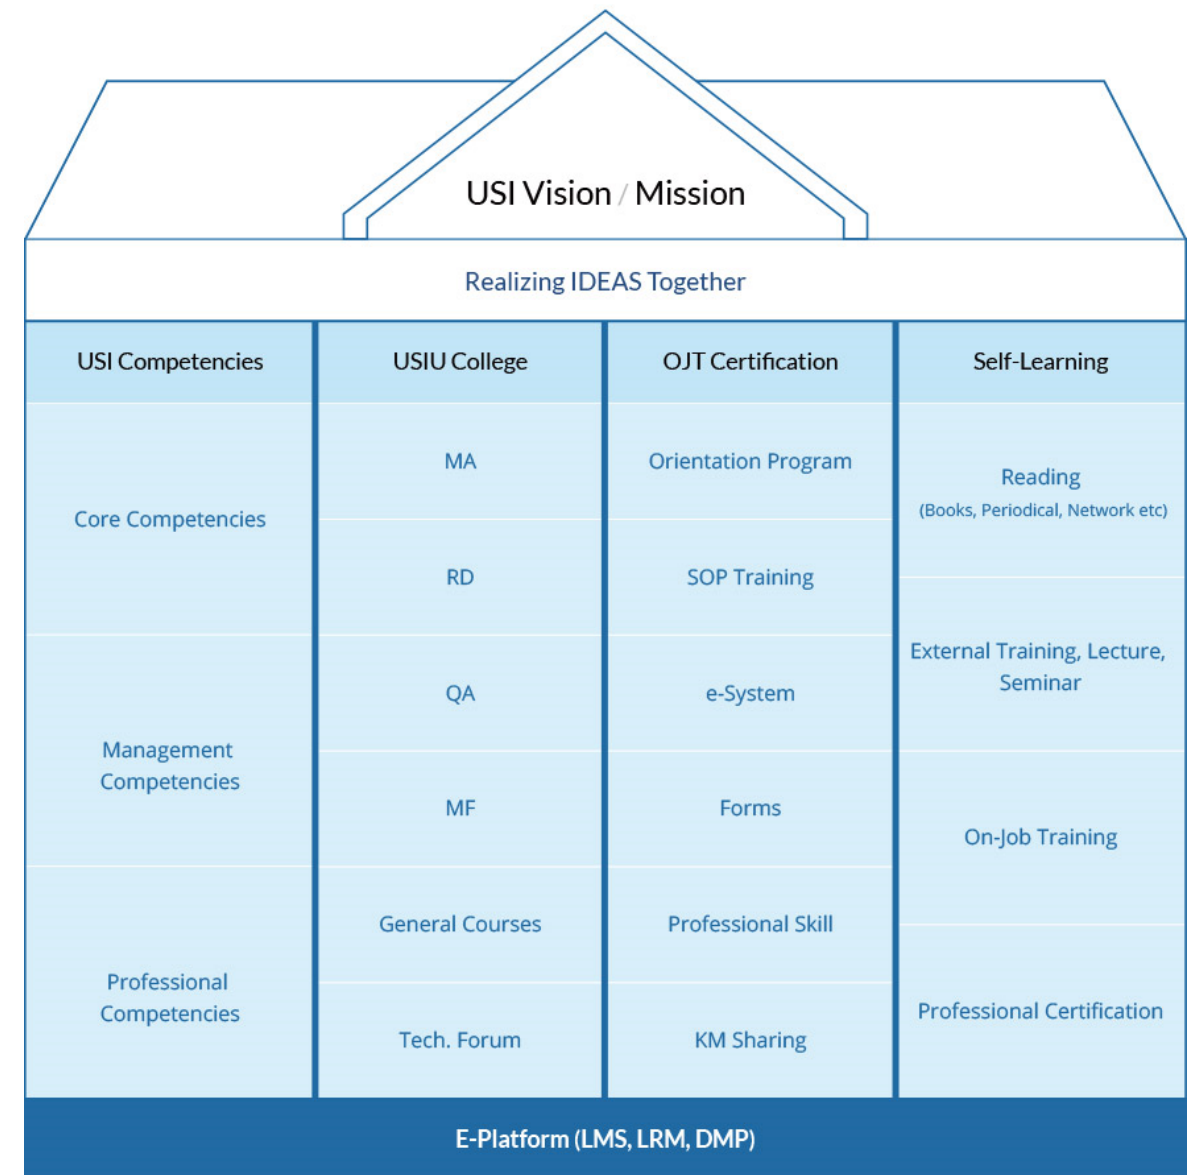 USI Vision / Mission
Realizing IDEAS Together
USI Competencies
Core Competencies
Management
Competencies
Professional
Competencies
USIU College
MA
RD
QA
MF
General Courses
Tech. Forum
OJT Certification
Orientation Program
SOP Training
e-System
Forms
Professional Skill
KM Sharing
Self-Learning
Reading
(Books, Periodical, Network etc)
External Training, Lecture,
Seminar
On-Job Training
Professional Certification
E-Platform (LMS, LRM, DMP)